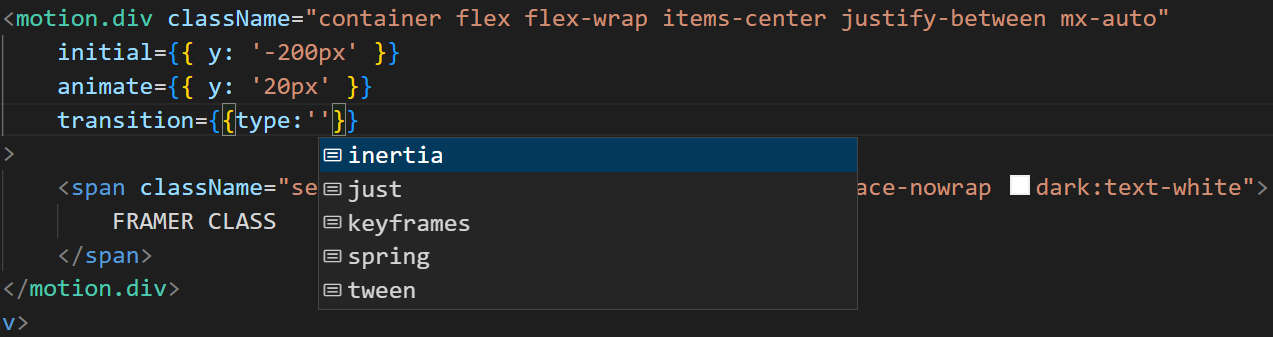 <motion.div className="container flex flex-wrap items-center justify-between mx-auto"
initial={{ y: '-200px' }}
animate={{ y: '20px' }}
transition={{type:''}}
>
inertia
<span className="se ace-nowrap dark:text-white">
just
FRAMER CLASS
keyframes
</span>
spring
</motion.div>
tween
v>